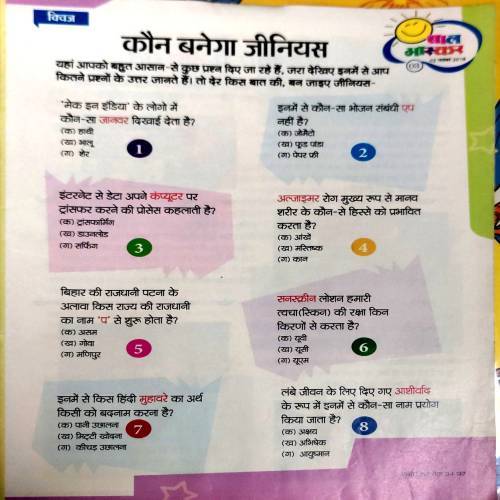 क्विज
कौन बनेगा जीनियस
बाल
भास्कर
यहां आपको बहुत आसान-से कुछ प्रश्न दिए जा रहे हैं, जरा देखिए इनमें से आप
कितने प्रश्नों के उत्तर जानते हैं। तो देर किस बात की, बन जाइए जीनियस-
'मेक इन इंडिया' के लोगो में
कौन-सा जानवर दिखाई देता है?
(क) हाथी
(ख) भालू
(ग) शेर
1
इनमें से कौन-सा भोजन संबंधी एप
नहीं है?
(क) जोमैटो
(ख) फूड पांडा
(ग) पेपर फ्री
2
इंटरनेट से डेटा अपने कंप्यूटर पर
ट्रांसफर करने की प्रोसेस कहलाती है?
(क) ट्रांसफार्मिंग
(ख) डाउनलोड
(ग) सर्फिंग
3
अल्जाइमर रोग मुख्य रूप से मानव
शरीर के कौन-से हिस्से को प्रभावित
करता है?
(क) आंखें
(ख) मस्तिष्क
(ग) कान
4
बिहार की राजधानी पटना के
अलावा किस राज्य की राजधानी
का नाम 'प' से शुरू होता है?
(क) असम
(ख) गोवा
(ग) मणिपुर
5
सनस्क्रीन लोशन हमारी
त्वचा(स्किन) की रक्षा किन
किरणों से करता है?
(क) यूवी
(ख) यूसी
(ग) यूएम
6
इनमें से किस हिंदी मुहावरे का अर्थ
किसी को बदनाम करना है?
(क) पानी उछालना
(ख) मिट्टी खोदना
(ग) कीचड़ उछालना
7
लंबे जीवन के लिए दिए गए आशीर्वाद
के रूप में इनमें से कौन-सा नाम प्रयोग
किया जाता है?
(क) अक्षय
(ख) अभिषेक
(ग) आयुष्मान
8